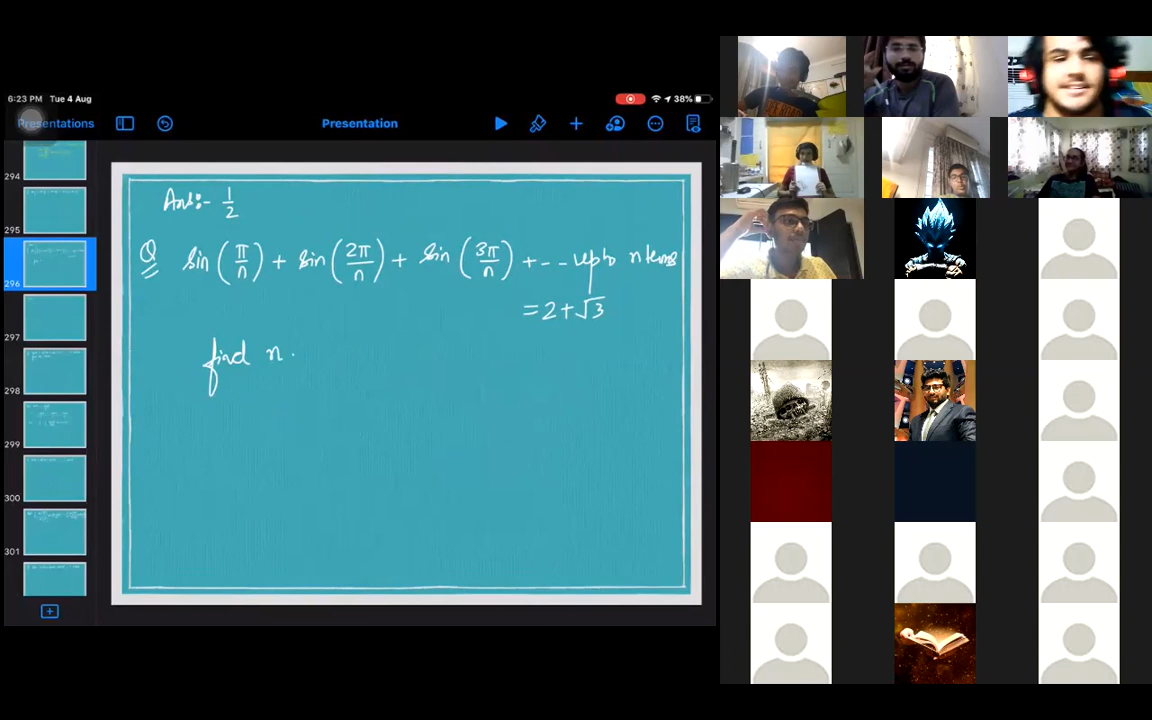 6:23 PM Tue 4 Aug
38%
Presentations
Presentation
294
295
296
297
298
299
300
301
Ans:- 1/2
Q sin(π/n) + sin(2π/n) + sin(3π/n) + - - - upto n terms
= 2+√3
find n.